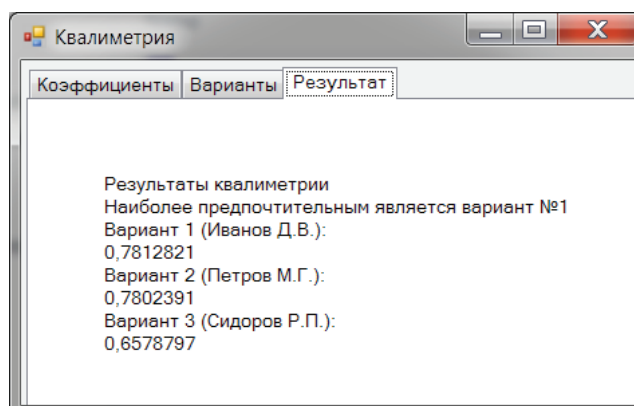 Квалиметрия
Коэффициенты Варианты Результат
Результаты квалиметрии
Наиболее предпочтительным является вариант №1
Вариант 1 (Иванов Д.В.):
0,7812821
Вариант 2 (Петров М.Г.):
0,7802391
Вариант 3 (Сидоров Р.П.):
0,6578797